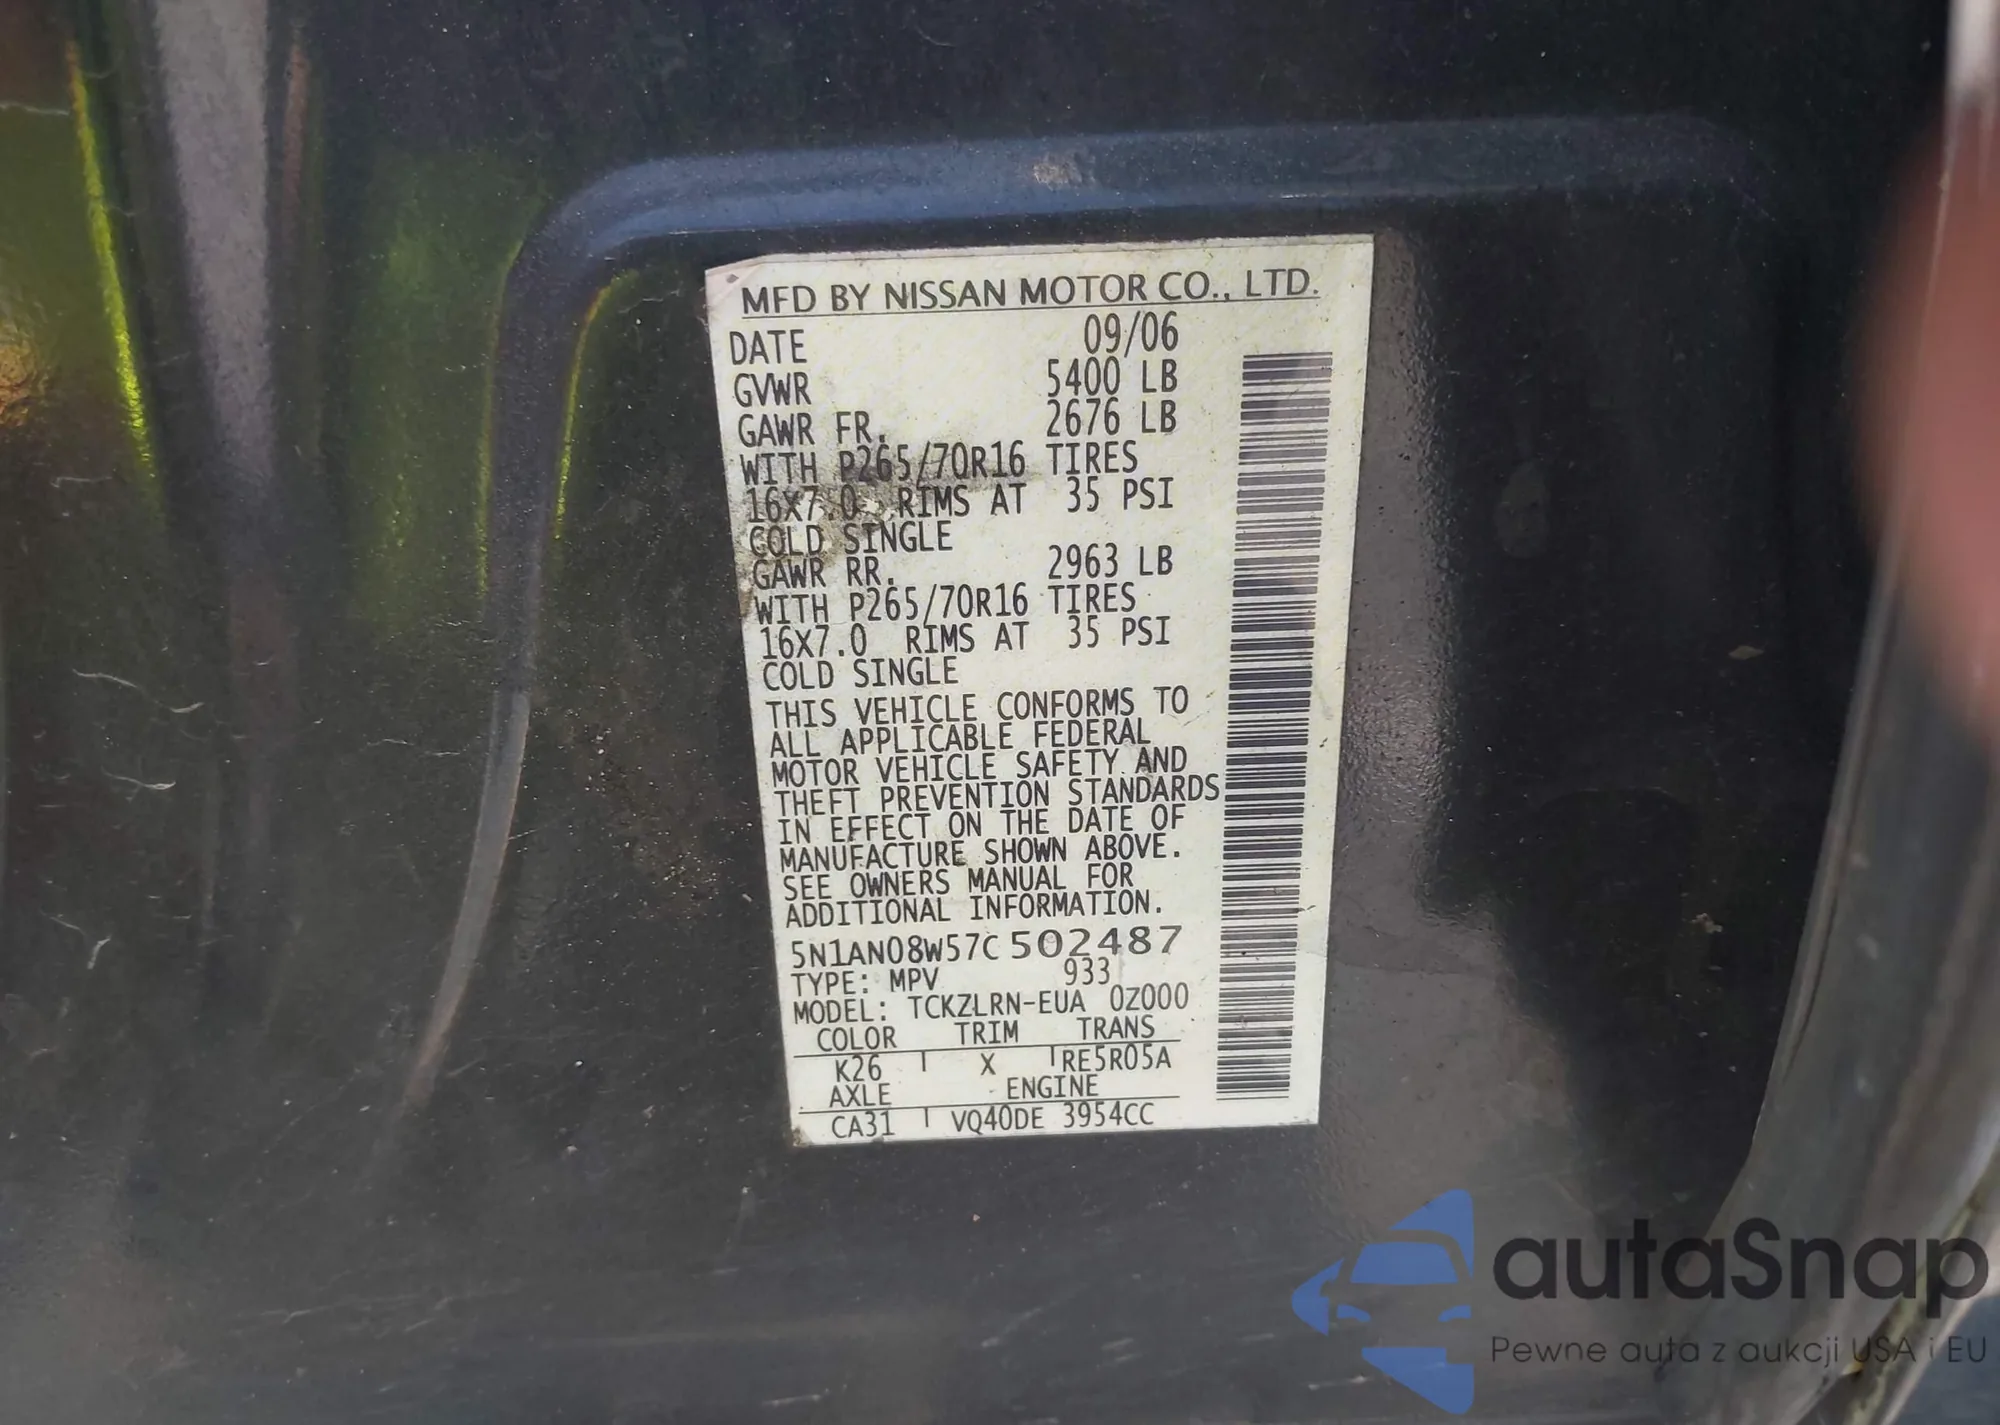 MFD BY NISSAN MOTOR CO., LTD.
DATE 09/06
GVWR 5400 LB
GAWR FR. 2676 LB
WITH P265/70R16 TIRES
16X7.0 RIMS AT 35 PSI
COLD SINGLE
GAWR RR. 2963 LB
WITH P265/70R16 TIRES
16X7.0 RIMS AT 35 PSI
COLD SINGLE
THIS VEHICLE CONFORMS TO
ALL APPLICABLE FEDERAL
MOTOR VEHICLE SAFETY AND
THEFT PREVENTION STANDARDS
IN EFFECT ON THE DATE OF
MANUFACTURE SHOWN ABOVE.
SEE OWNERS MANUAL FOR
ADDITIONAL INFORMATION.
5N1AN08W57C502487
TYPE: MPV 933
MODEL: TCKZLRN-EUA 0Z000
COLOR TRIM TRANS
K26 X RE5R05A
AXLE ENGINE
CA31 VQ40DE 3954CC
autaSnap
Pewne auta z aukcji USA i EU